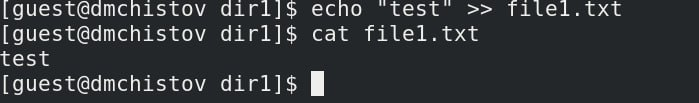 [guest@dmchistov dir1]$ echo "test" >> file1.txt
[guest@dmchistov dir1]$ cat file1.txt
test
[guest@dmchistov dir1]$